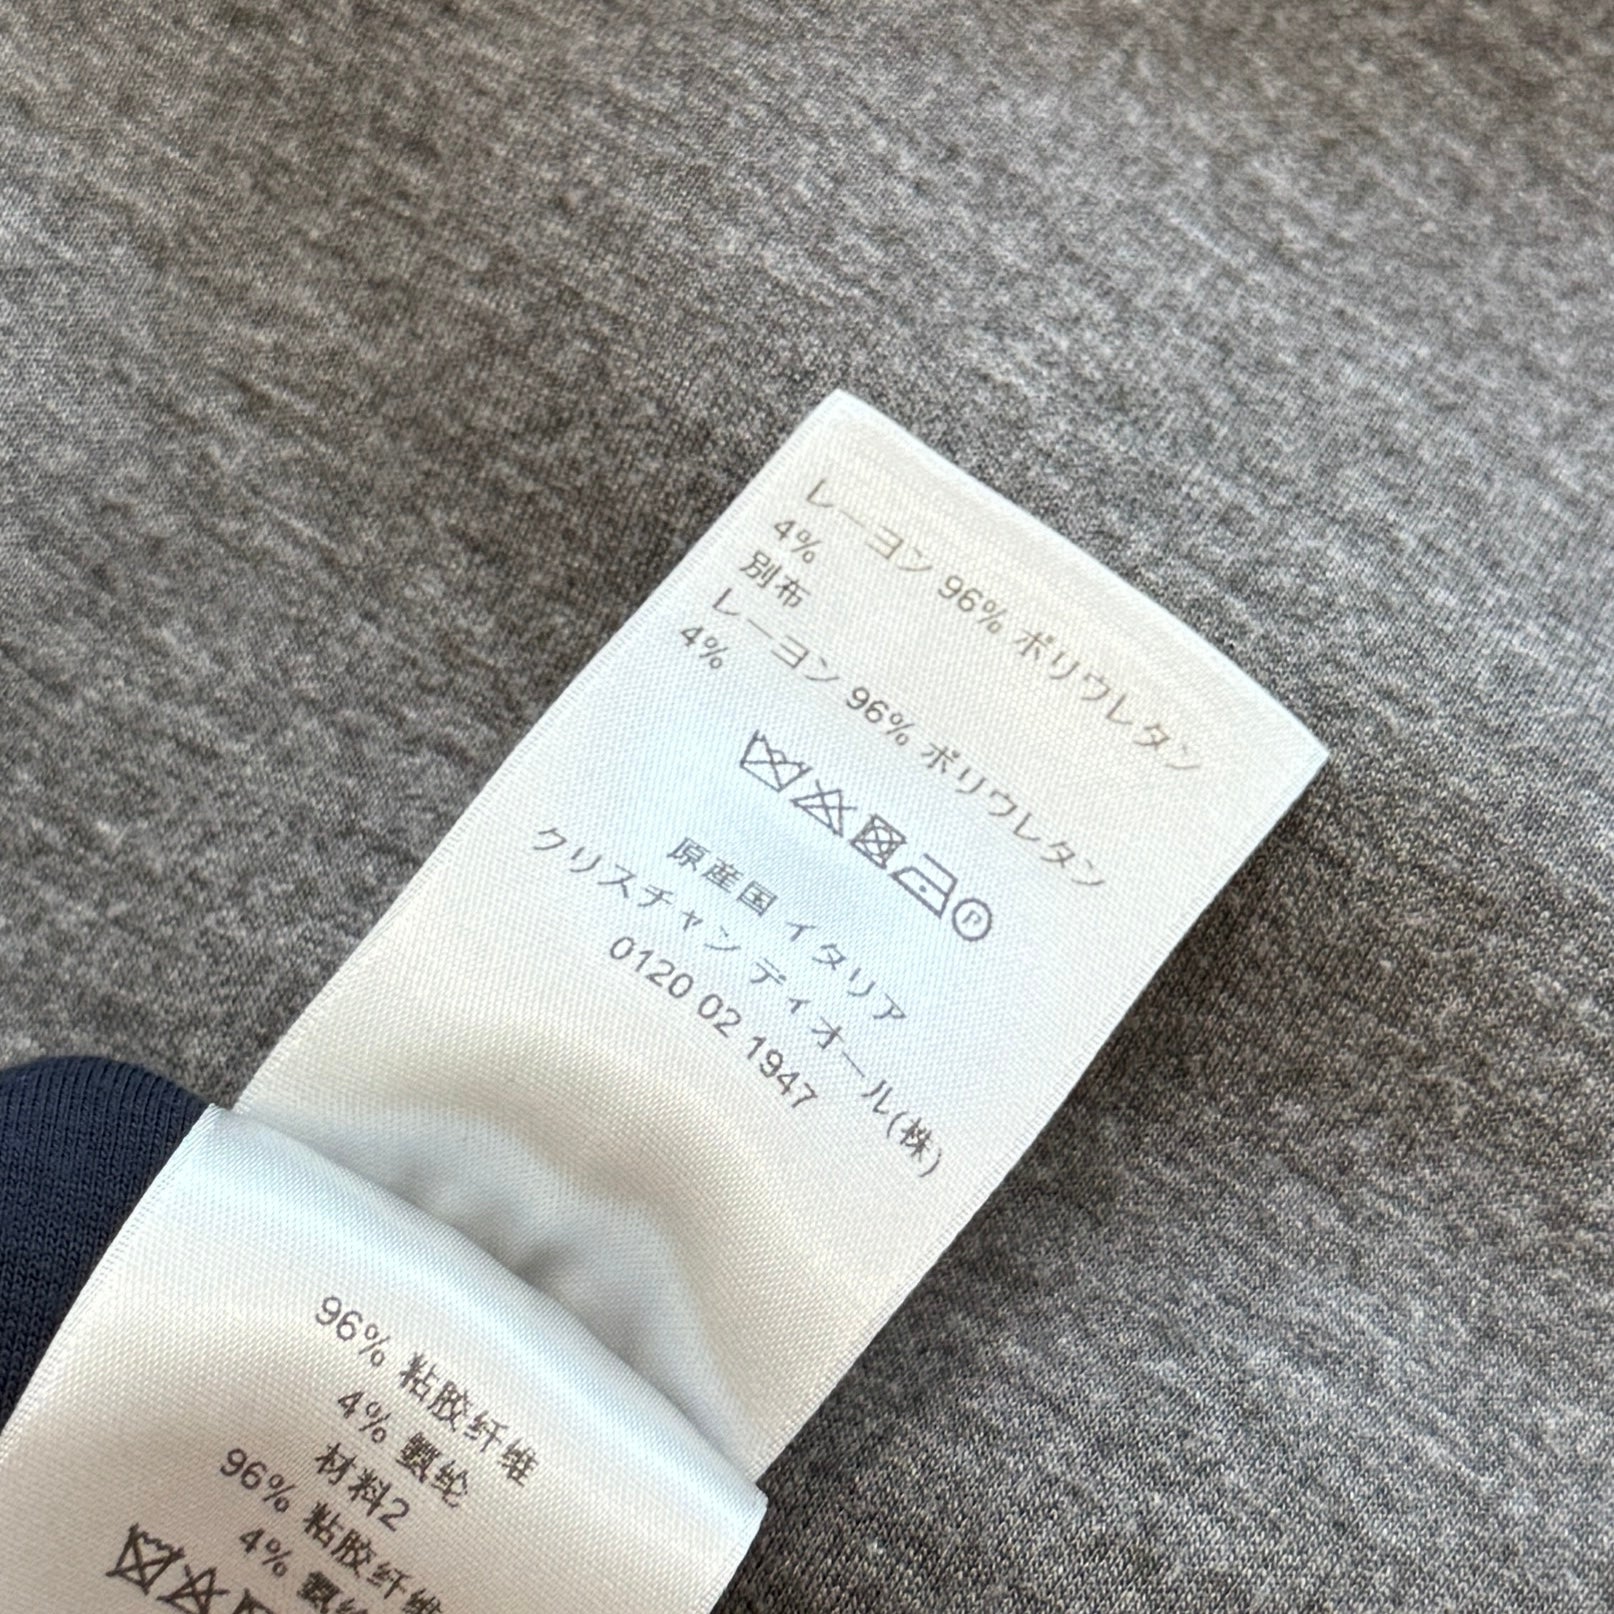 レーヨン 96% ポリウレタン
4%
別布
レーヨン 96% ポリウレタン
4%
P
原産国 イタリア
クリスチャン ディオール(株)
0120 02 1947
96% 粘胶纤维
4% 氨纶
材料2
96% 粘胶纤维
4% 氨纶